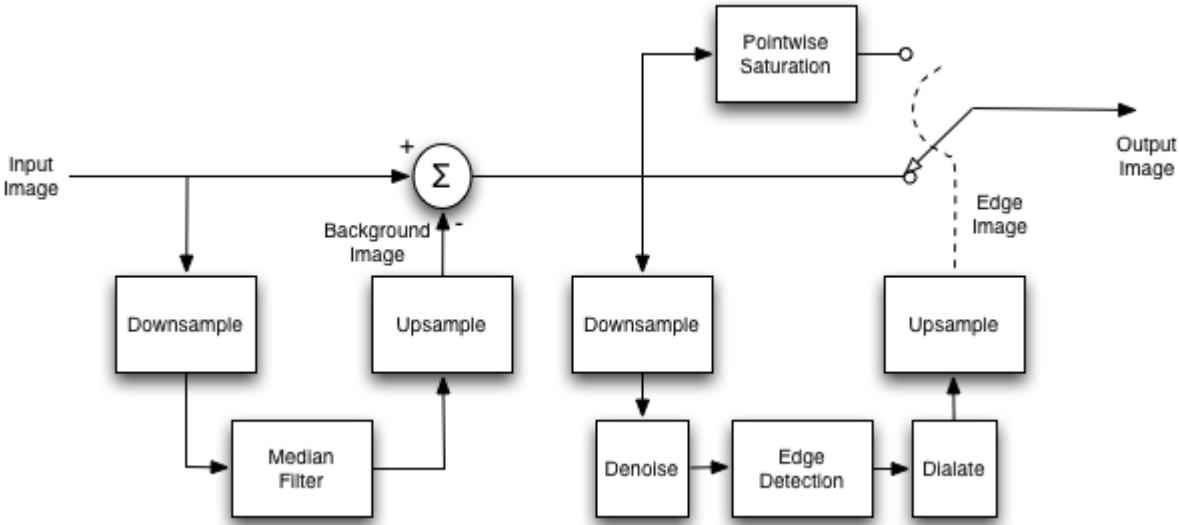 Pointwise
Saturation
Input
Image
+
Σ
-
Background
Image
Output
Image
Edge
Image
Downsample
Upsample
Downsample
Upsample
Median
Filter
Denoise
Edge
Detection
Dialate